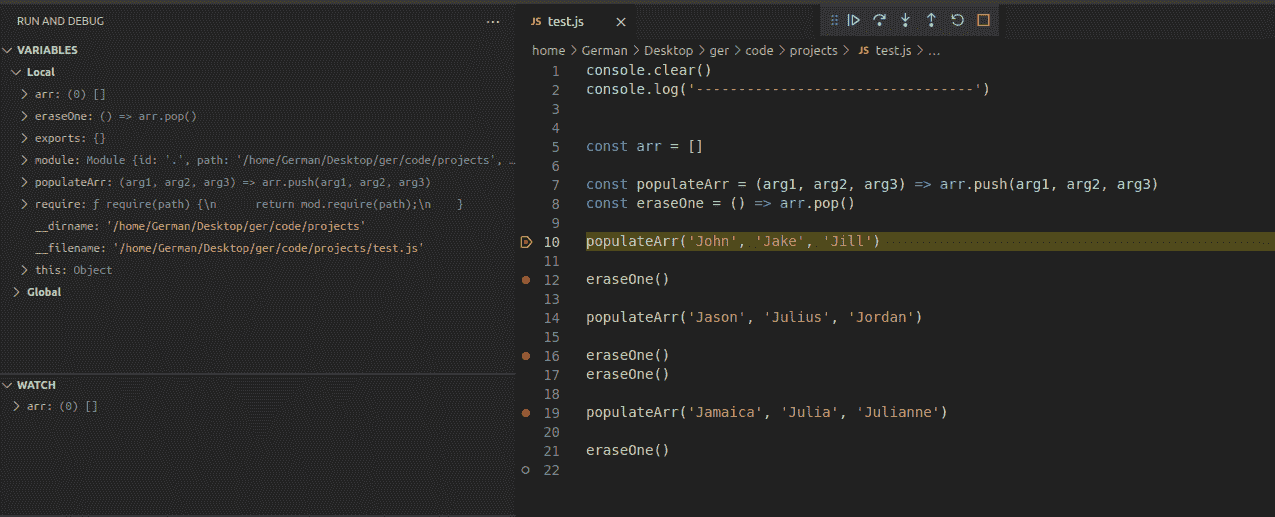 RUN AND DEBUG
...
VARIABLES
Local
arr: (0) []
eraseOne: () => arr.pop()
exports: {}
module: Module {id: '.', path: '/home/German/Desktop/ger/code/projects', …
populateArr: (arg1, arg2, arg3) => arr.push(arg1, arg2, arg3)
require: ƒ require(path) {\n      return mod.require(path);\n    }
__dirname: '/home/German/Desktop/ger/code/projects'
__filename: '/home/German/Desktop/ger/code/projects/test.js'
this: Object
Global
WATCH
arr: (0) []
JS test.js
home > German > Desktop > ger > code > projects > JS test.js > ...
1 console.clear()
2 console.log('---------------------------------')
3
4
5 const arr = []
6
7 const populateArr = (arg1, arg2, arg3) => arr.push(arg1, arg2, arg3)
8 const eraseOne = () => arr.pop()
9
10 populateArr('John', 'Jake', 'Jill')
11
12 eraseOne()
13
14 populateArr('Jason', 'Julius', 'Jordan')
15
16 eraseOne()
17 eraseOne()
18
19 populateArr('Jamaica', 'Julia', 'Julianne')
20
21 eraseOne()
22